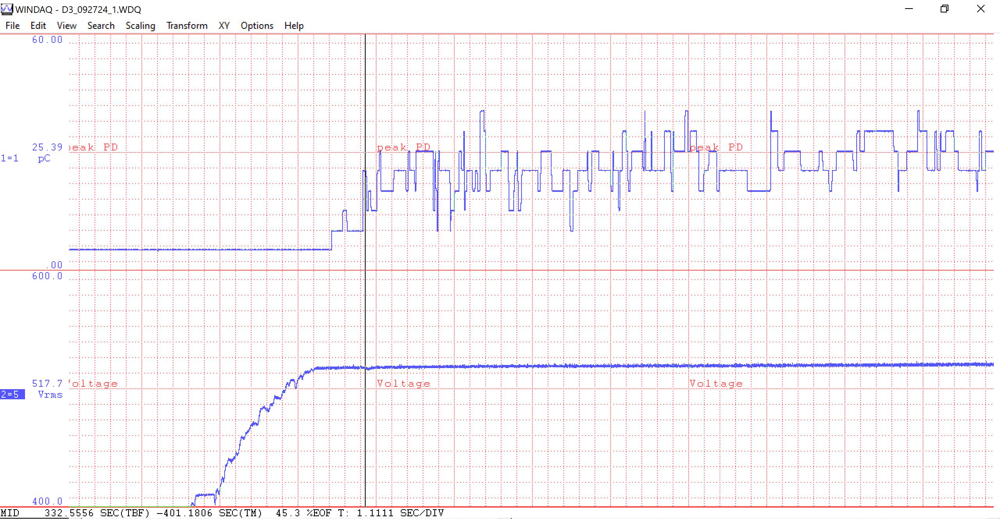 WINDAQ - D3_092724_1.WDQ
File Edit View Search Scaling Transform XY Options Help
60.00
25.39 peak PD peak PD peak PD
1=1 pC
.00
600.0
517.7 Voltage Voltage Voltage
2=5 Vrms
400.0
MID 332.5556 SEC(TBF) -401.1806 SEC(TM) 45.3 %EOF T: 1.1111 SEC/DIV